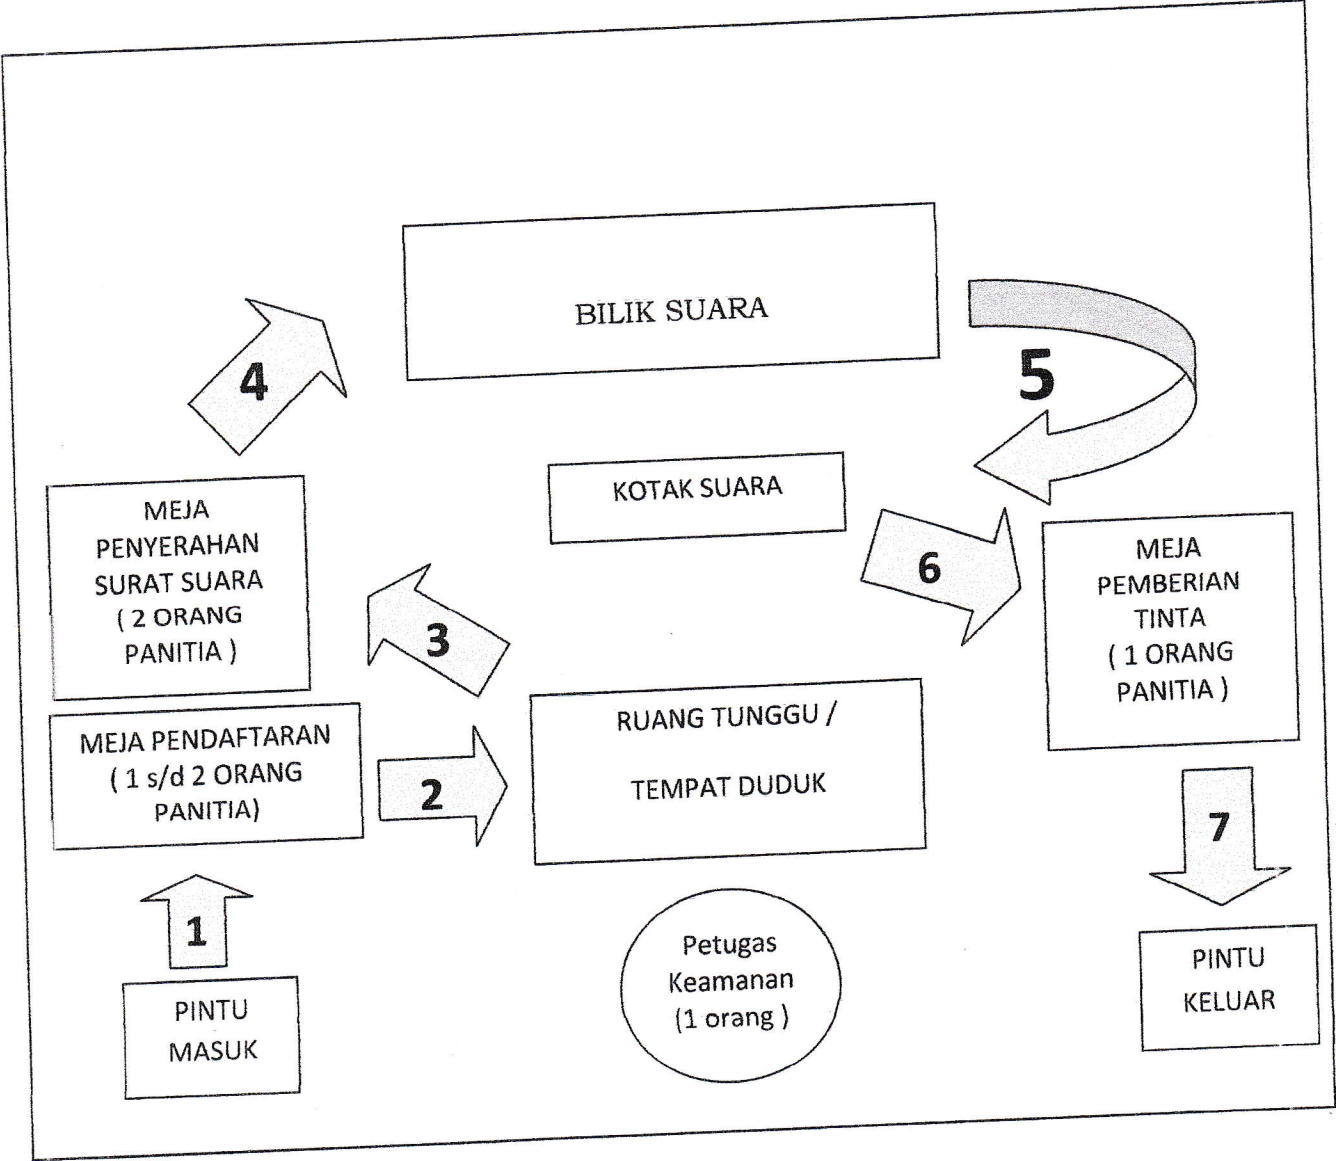 BILIK SUARA
4
5
KOTAK SUARA
MEJA
PENYERAHAN
SURAT SUARA
( 2 ORANG
PANITIA )
3
6
MEJA
PEMBERIAN
TINTA
( 1 ORANG
PANITIA )
MEJA PENDAFTARAN
( 1 s/d 2 ORANG
PANITIA)
2
RUANG TUNGGU /
TEMPAT DUDUK
7
1
PINTU
MASUK
Petugas
Keamanan
(1 orang )
PINTU
KELUAR